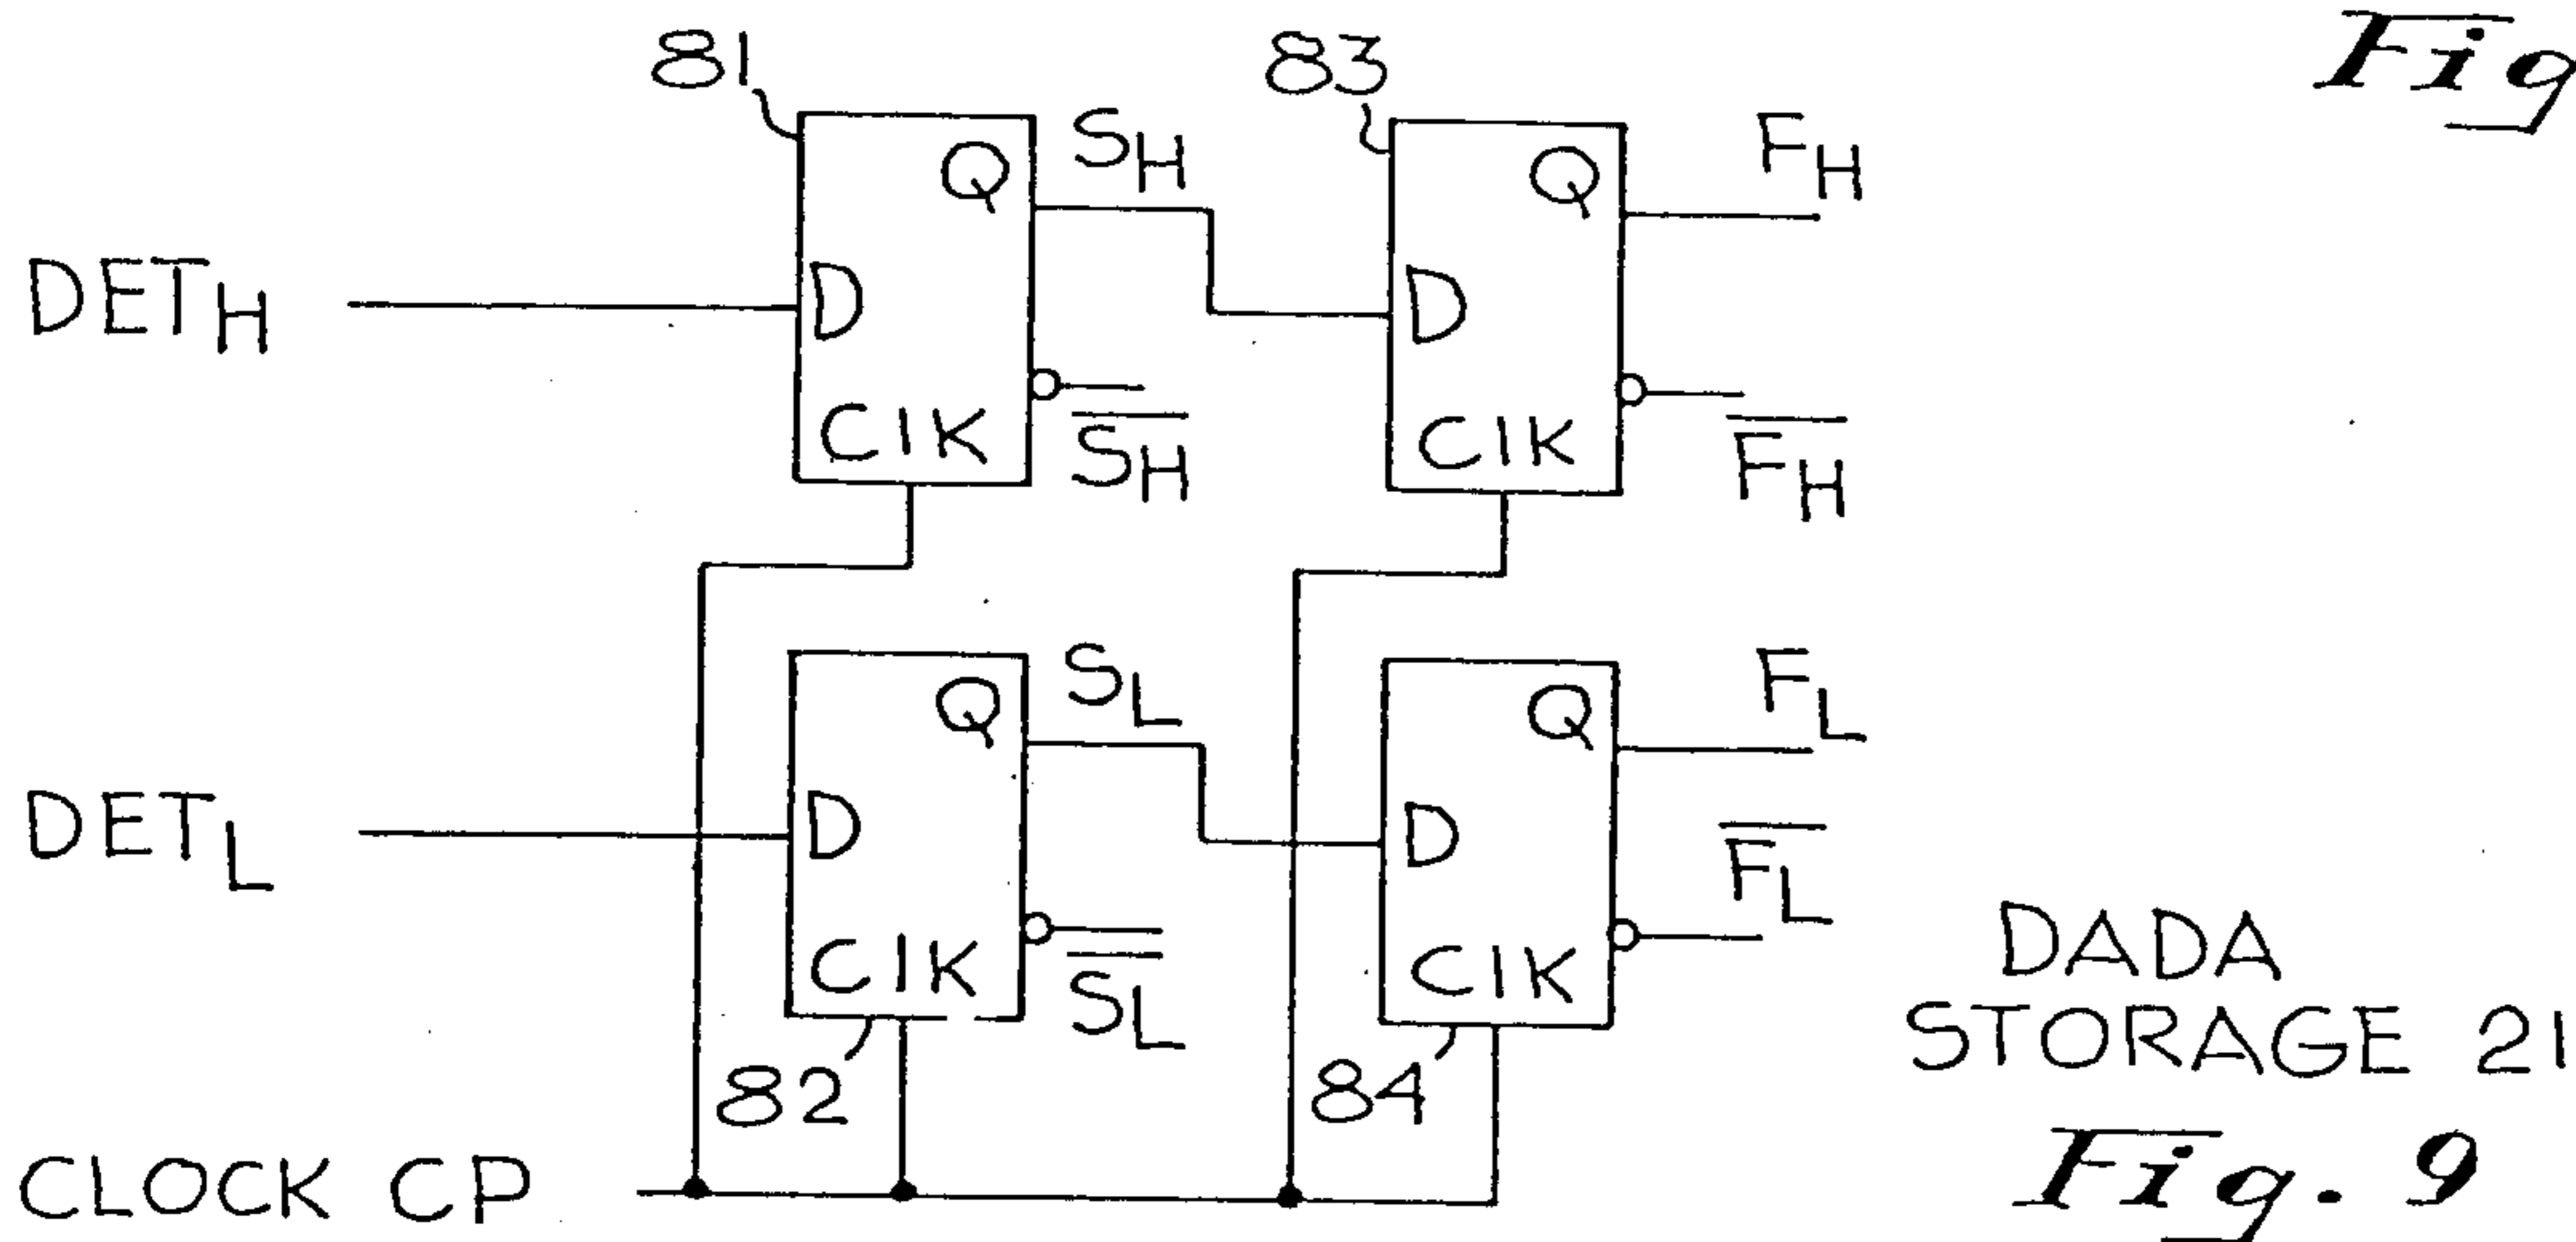 Fig
81
83
Q
S_H
Q
F_H
DET_H
D
D
CIK
S̅_H̅
CIK
F̅_H̅
Q
S_L
Q
F_L
DET_L
D
D
F̅_L̅
CIK
S̅_L̅
CIK
82
84
DADA
STORAGE 21
CLOCK CP
Fig. 9